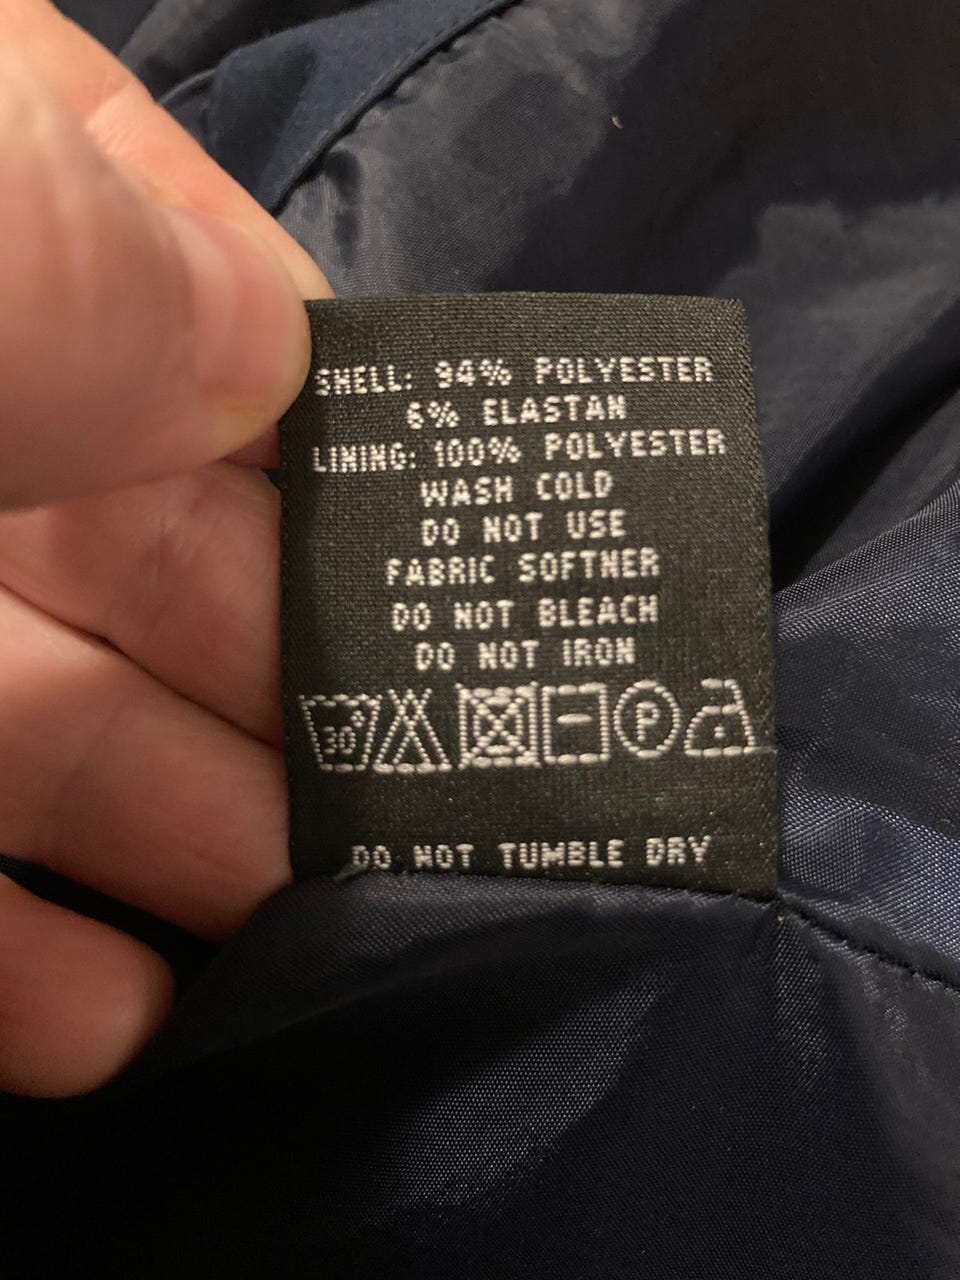 SHELL: 94% POLYESTER
6% ELASTAN
LINING: 100% POLYESTER
WASH COLD
DO NOT USE
FABRIC SOFTNER
DO NOT BLEACH
DO NOT IRON
30° P
DO NOT TUMBLE DRY